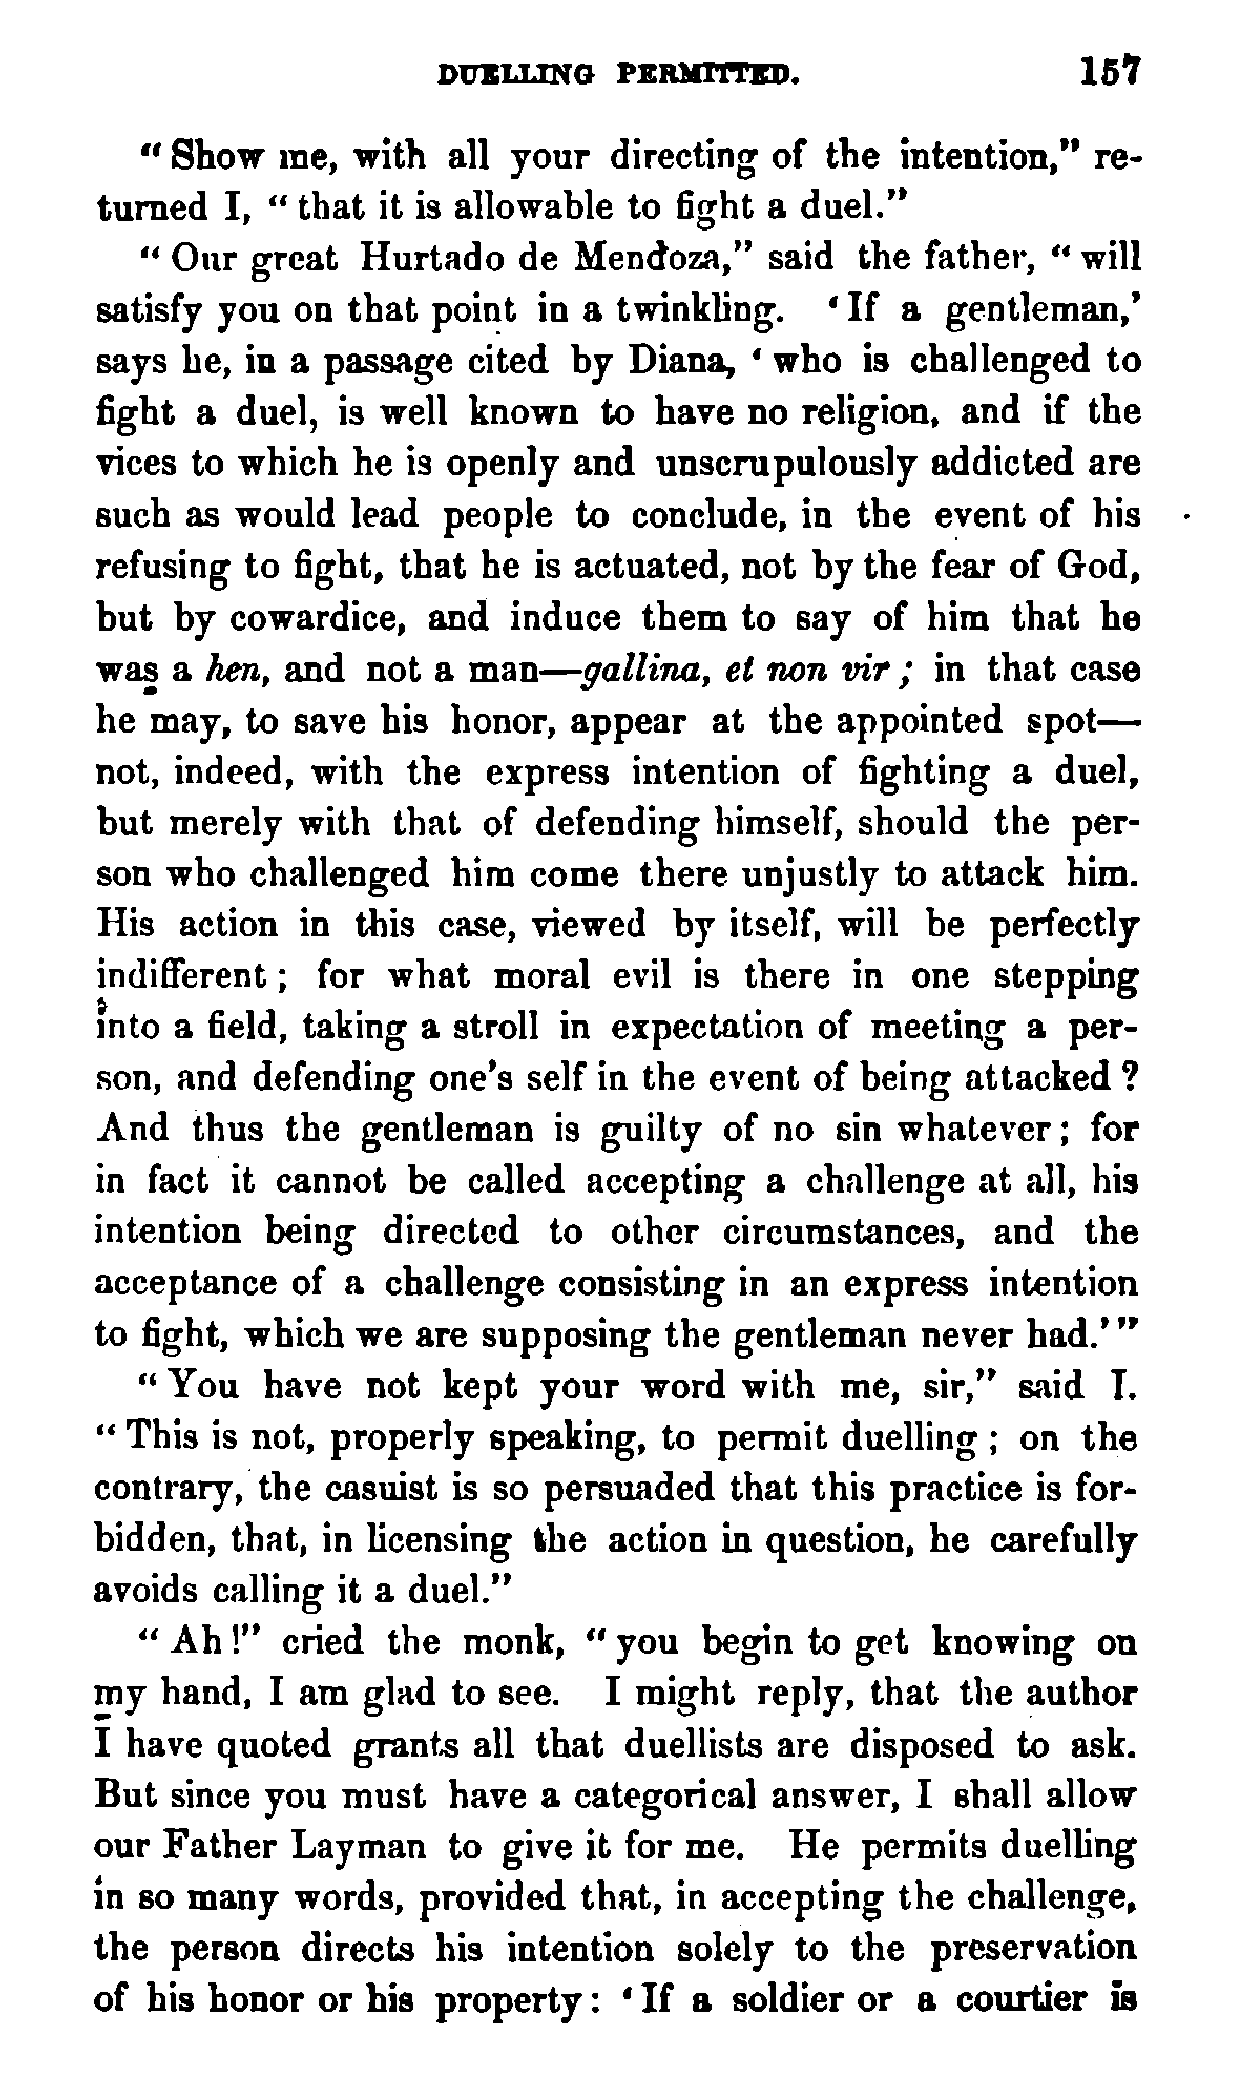 DUELLING PERMITTED. 157
" Show me, with all your directing of the intention," re-
turned I, " that it is allowable to fight a duel."
" Our great Hurtado de Mendoza," said the father, " will
satisfy you on that point in a twinkling. ' If a gentleman,'
says he, in a passage cited by Diana, ' who is challenged to
fight a duel, is well known to have no religion, and if the
vices to which he is openly and unscrupulously addicted are
such as would lead people to conclude, in the event of his
refusing to fight, that he is actuated, not by the fear of God,
but by cowardice, and induce them to say of him that he
was a hen, and not a man—gallina, et non vir ; in that case
he may, to save his honor, appear at the appointed spot—
not, indeed, with the express intention of fighting a duel,
but merely with that of defending himself, should the per-
son who challenged him come there unjustly to attack him.
His action in this case, viewed by itself, will be perfectly
indifferent ; for what moral evil is there in one stepping
into a field, taking a stroll in expectation of meeting a per-
son, and defending one's self in the event of being attacked ?
And thus the gentleman is guilty of no sin whatever ; for
in fact it cannot be called accepting a challenge at all, his
intention being directed to other circumstances, and the
acceptance of a challenge consisting in an express intention
to fight, which we are supposing the gentleman never had.' "
" You have not kept your word with me, sir," said I.
" This is not, properly speaking, to permit duelling ; on the
contrary, the casuist is so persuaded that this practice is for-
bidden, that, in licensing the action in question, he carefully
avoids calling it a duel."
" Ah !" cried the monk, " you begin to get knowing on
my hand, I am glad to see. I might reply, that the author
I have quoted grants all that duellists are disposed to ask.
But since you must have a categorical answer, I shall allow
our Father Layman to give it for me. He permits duelling
in so many words, provided that, in accepting the challenge,
the person directs his intention solely to the preservation
of his honor or his property : ' If a soldier or a courtier is